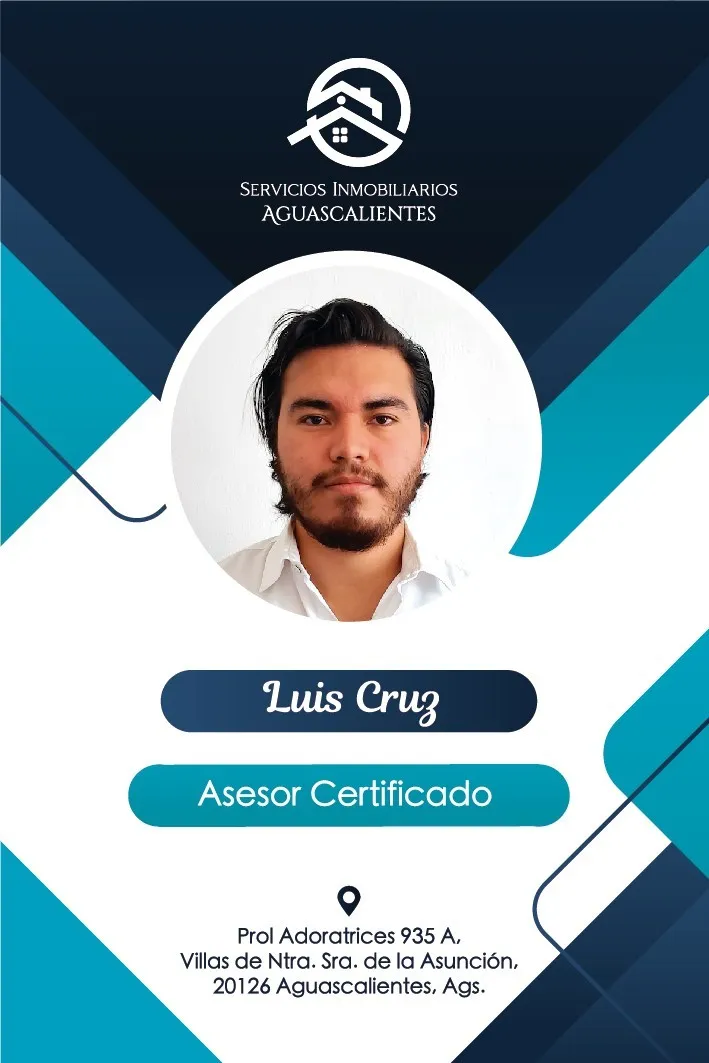 Servicios Inmobiliarios
Aguascalientes
Luis Cruz
Asesor Certificado
Prol Adoratrices 935 A,
Villas de Ntra. Sra. de la Asunción,
20126 Aguascalientes, Ags.